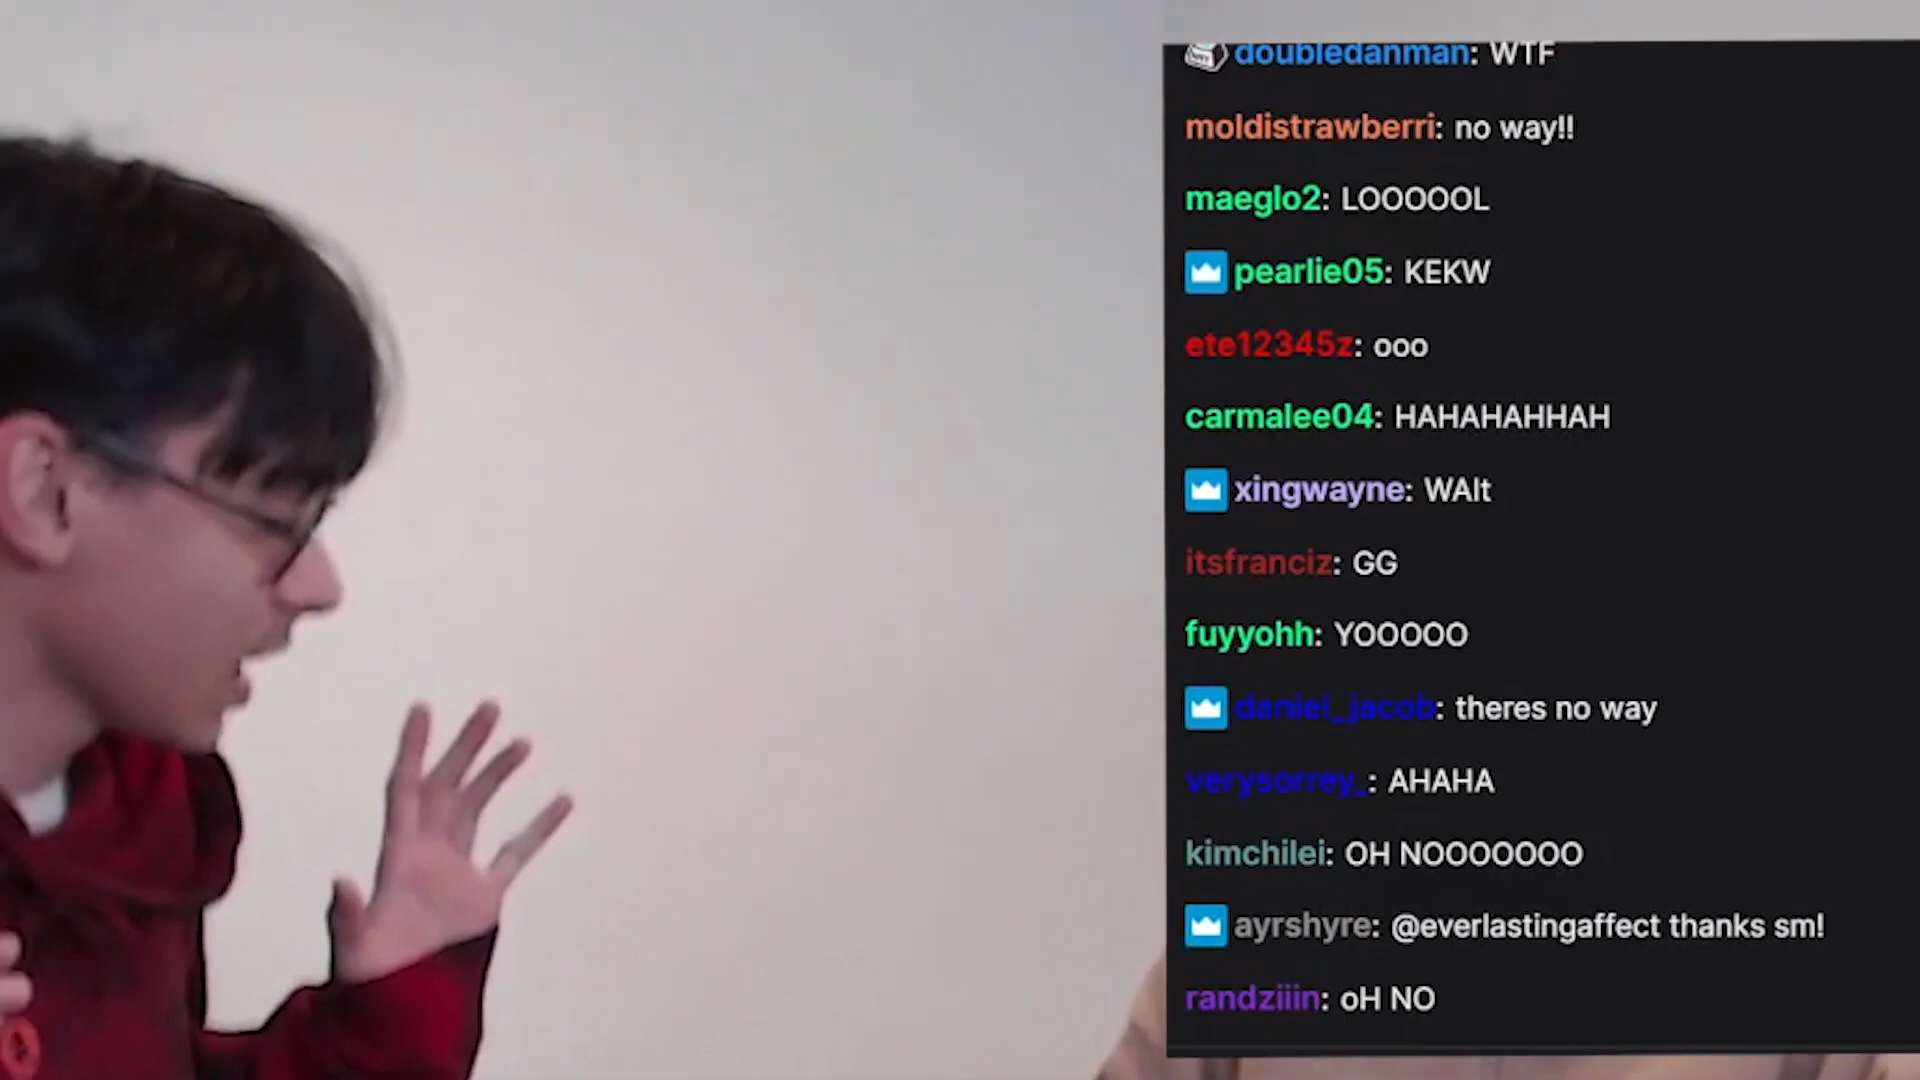 doubledanman: WTF
moldistrawberri: no way!!
maeglo2: LOOOOOL
pearlie05: KEKW
ete12345z: ooo
carmalee04: HAHAHAHHAH
xingwayne: WAIt
itsfranciz: GG
fuyyohh: YOOOOO
daniel_jacob: theres no way
verysorrey_: AHAHA
kimchilei: OH NOOOOOOO
ayrshyre: @everlastingaffect thanks sm!
randziiin: oH NO